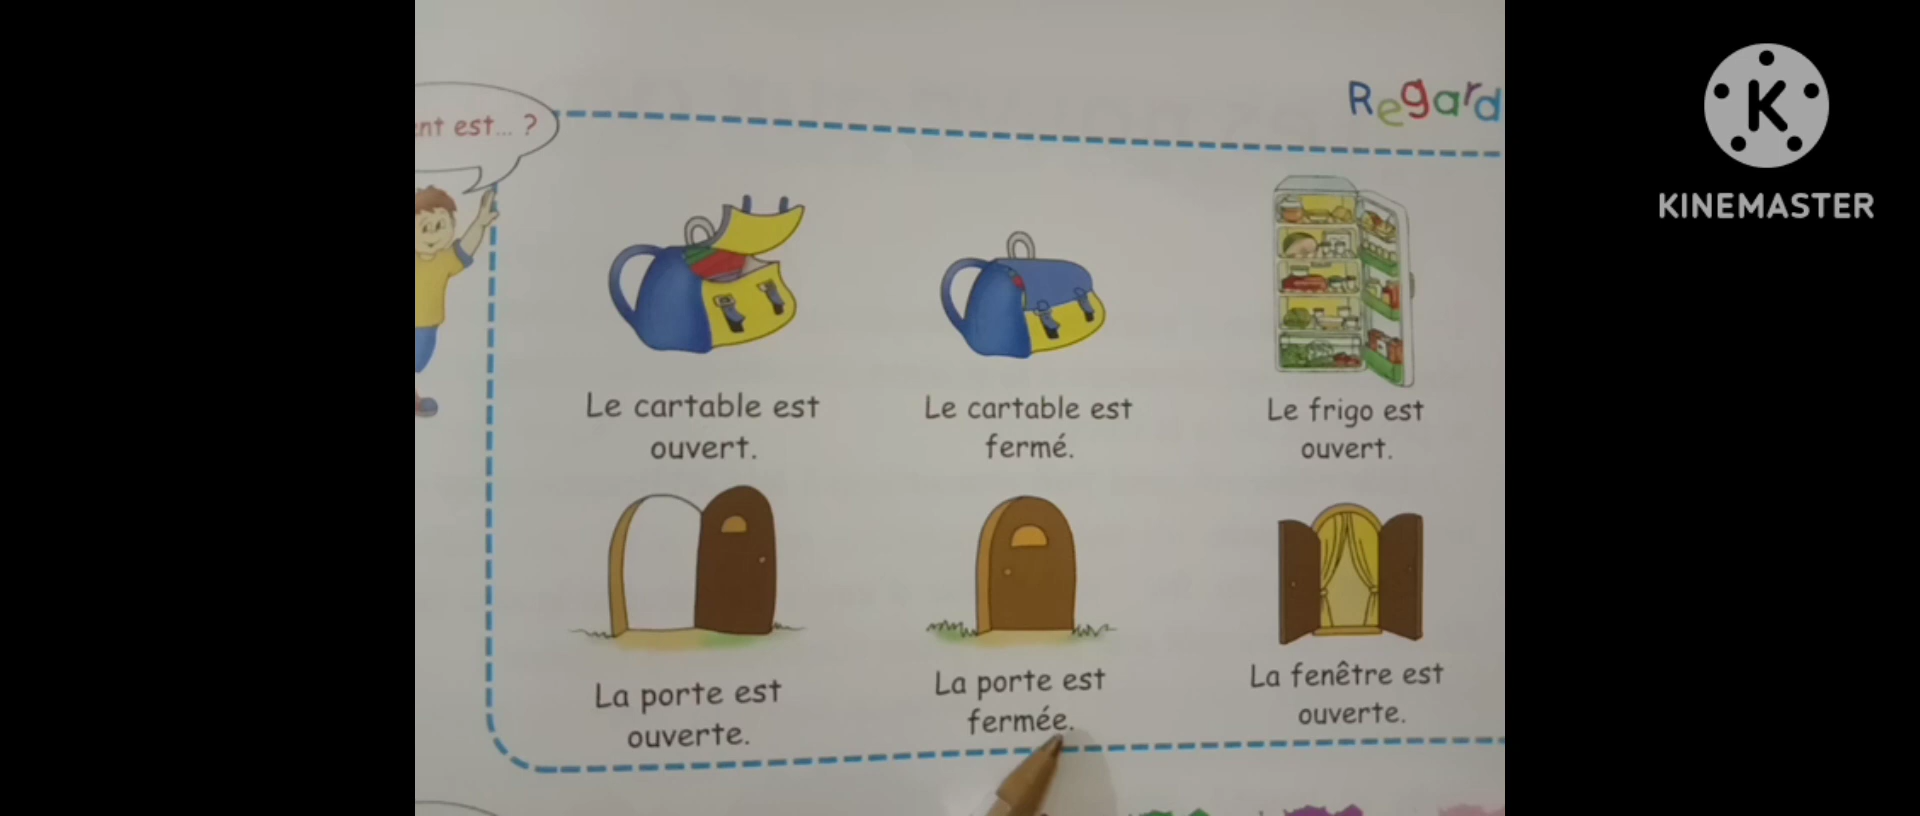 Regard
est... ?
Le cartable est
ouvert.
Le cartable est
fermé.
Le frigo est
ouvert.
La porte est
ouverte.
La porte est
fermée.
La fenêtre est
ouverte.
K
KINEMASTER